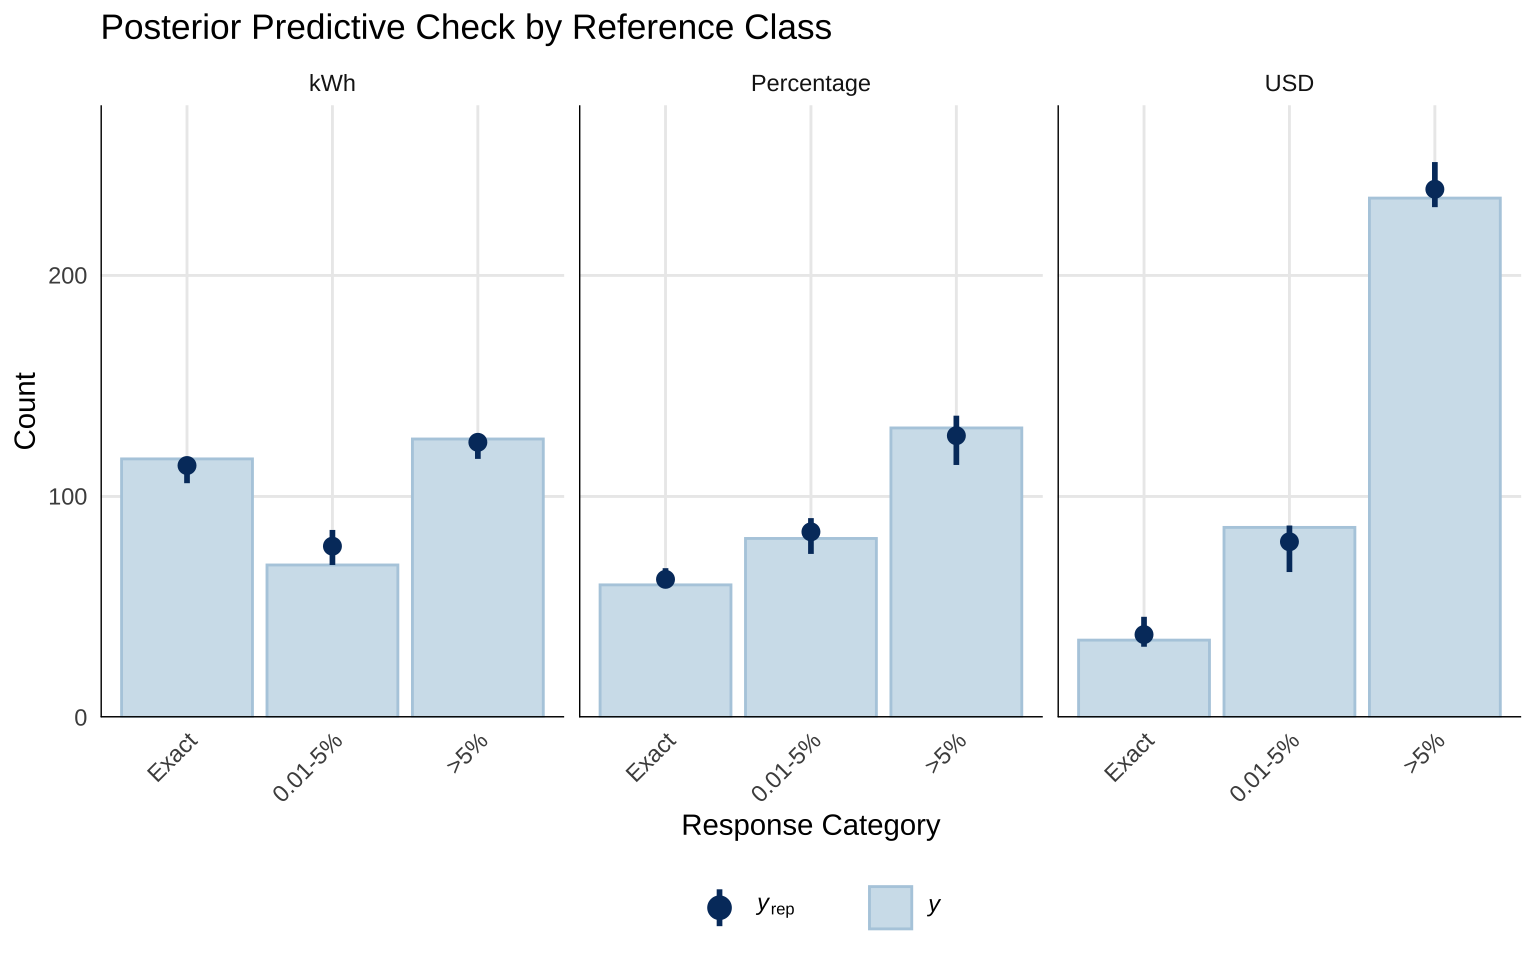 Posterior Predictive Check by Reference Class
kWh
Percentage
USD
Count
200
100
0
Exact
0.01-5%
>5%
Exact
0.01-5%
>5%
Exact
0.01-5%
>5%
Response Category
yrep
y